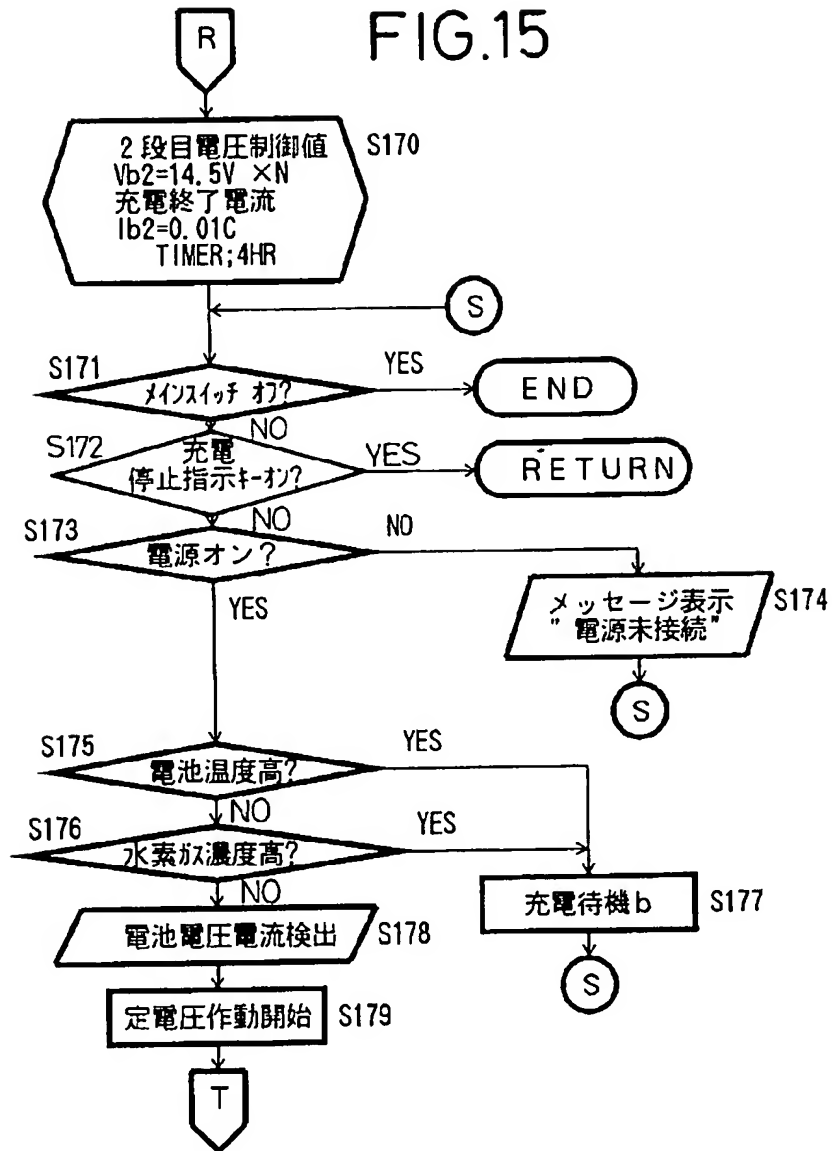 FIG.15
R
2段目電圧制御値
Vb2=14.5V ×N
充電終了電流
Ib2=0.01C
TIMER;4HR
S170
S
S171
メインスイッチ オフ?
YES
END
NO
S172
充電
停止指示キーオン?
YES
RETURN
NO
S173
電源オン?
NO
YES
メッセージ表示
"電源未接続"
S174
S
S175
電池温度高?
YES
NO
S176
水素ガス濃度高?
YES
NO
充電待機b
S177
S
電池電圧電流検出
S178
定電圧作動開始
S179
T